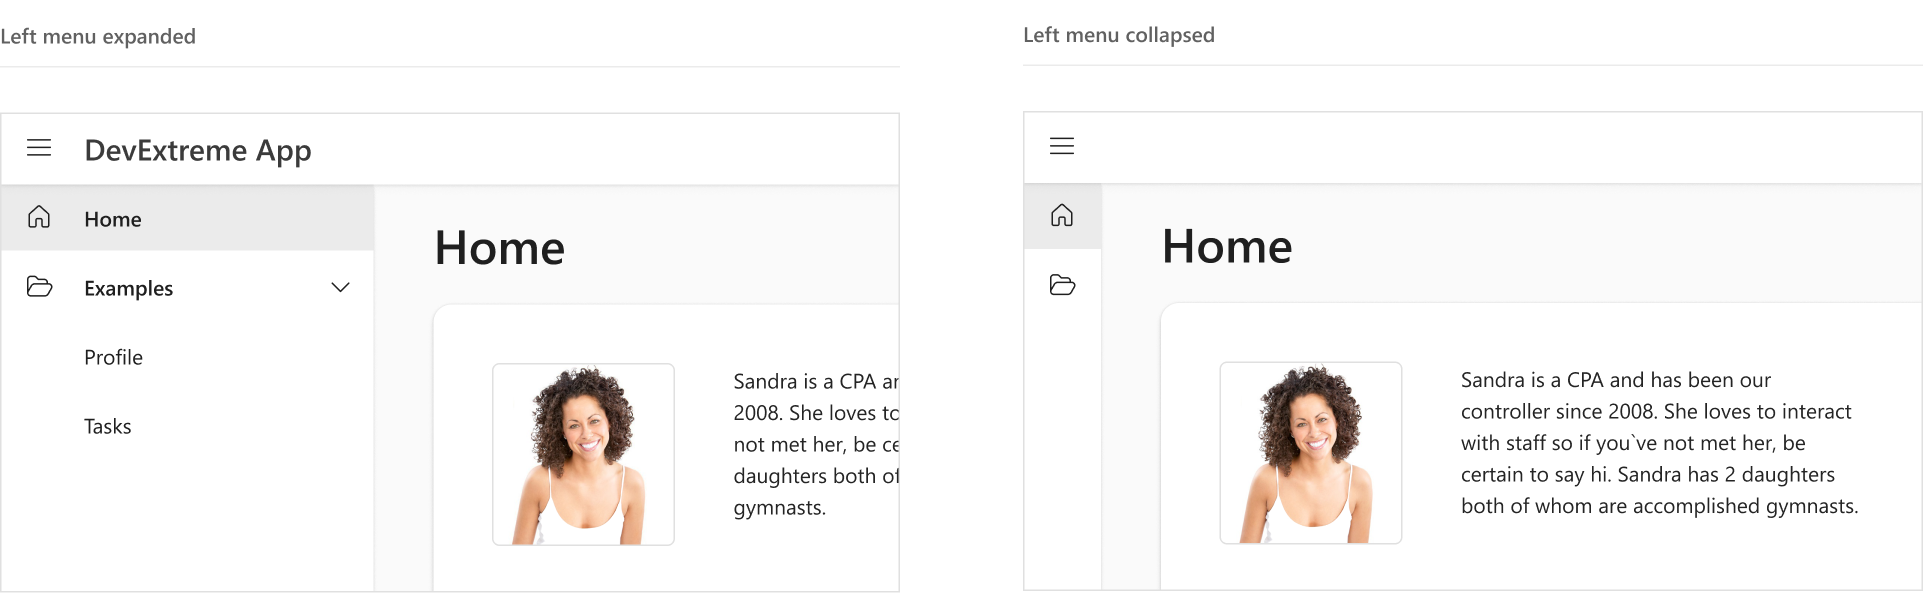 Left menu expanded
DevExtreme App
Home
Examples
Profile
Tasks
Home
Sandra is a CPA ar
2008. She loves to
not met her, be ce
daughters both of
gymnasts.
Left menu collapsed
Home
Sandra is a CPA and has been our
controller since 2008. She loves to interact
with staff so if you`ve not met her, be
certain to say hi. Sandra has 2 daughters
both of whom are accomplished gymnasts.